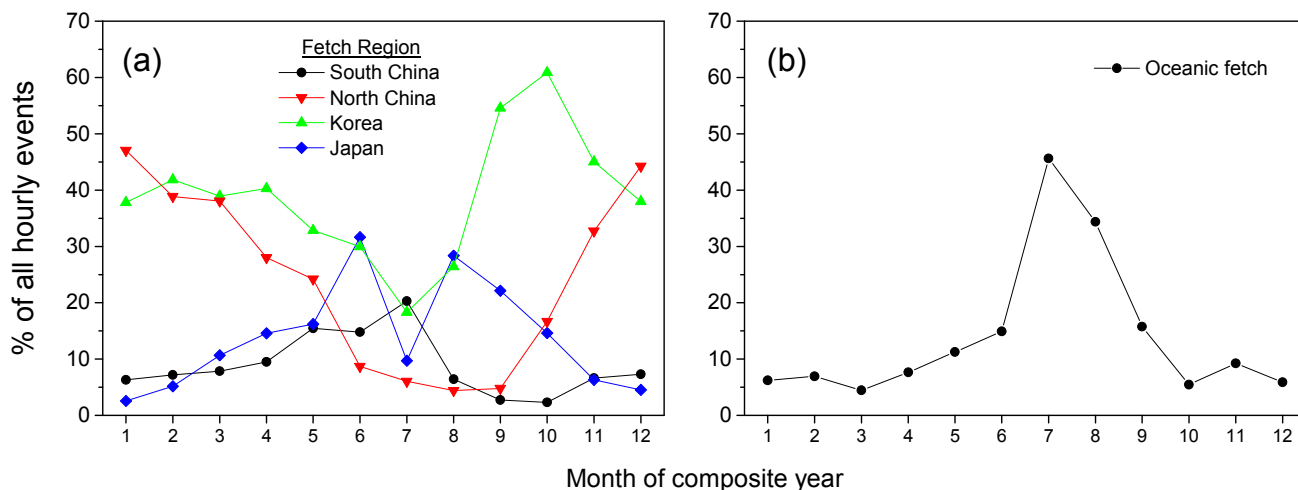 % of all hourly events
70
60
50
40
30
20
10
0
(a)
Fetch Region
South China
North China
Korea
Japan
1 2 3 4 5 6 7 8 9 10 11 12
70
60
50
40
30
20
10
0
(b)
Oceanic fetch
1 2 3 4 5 6 7 8 9 10 11 12
Month of composite year